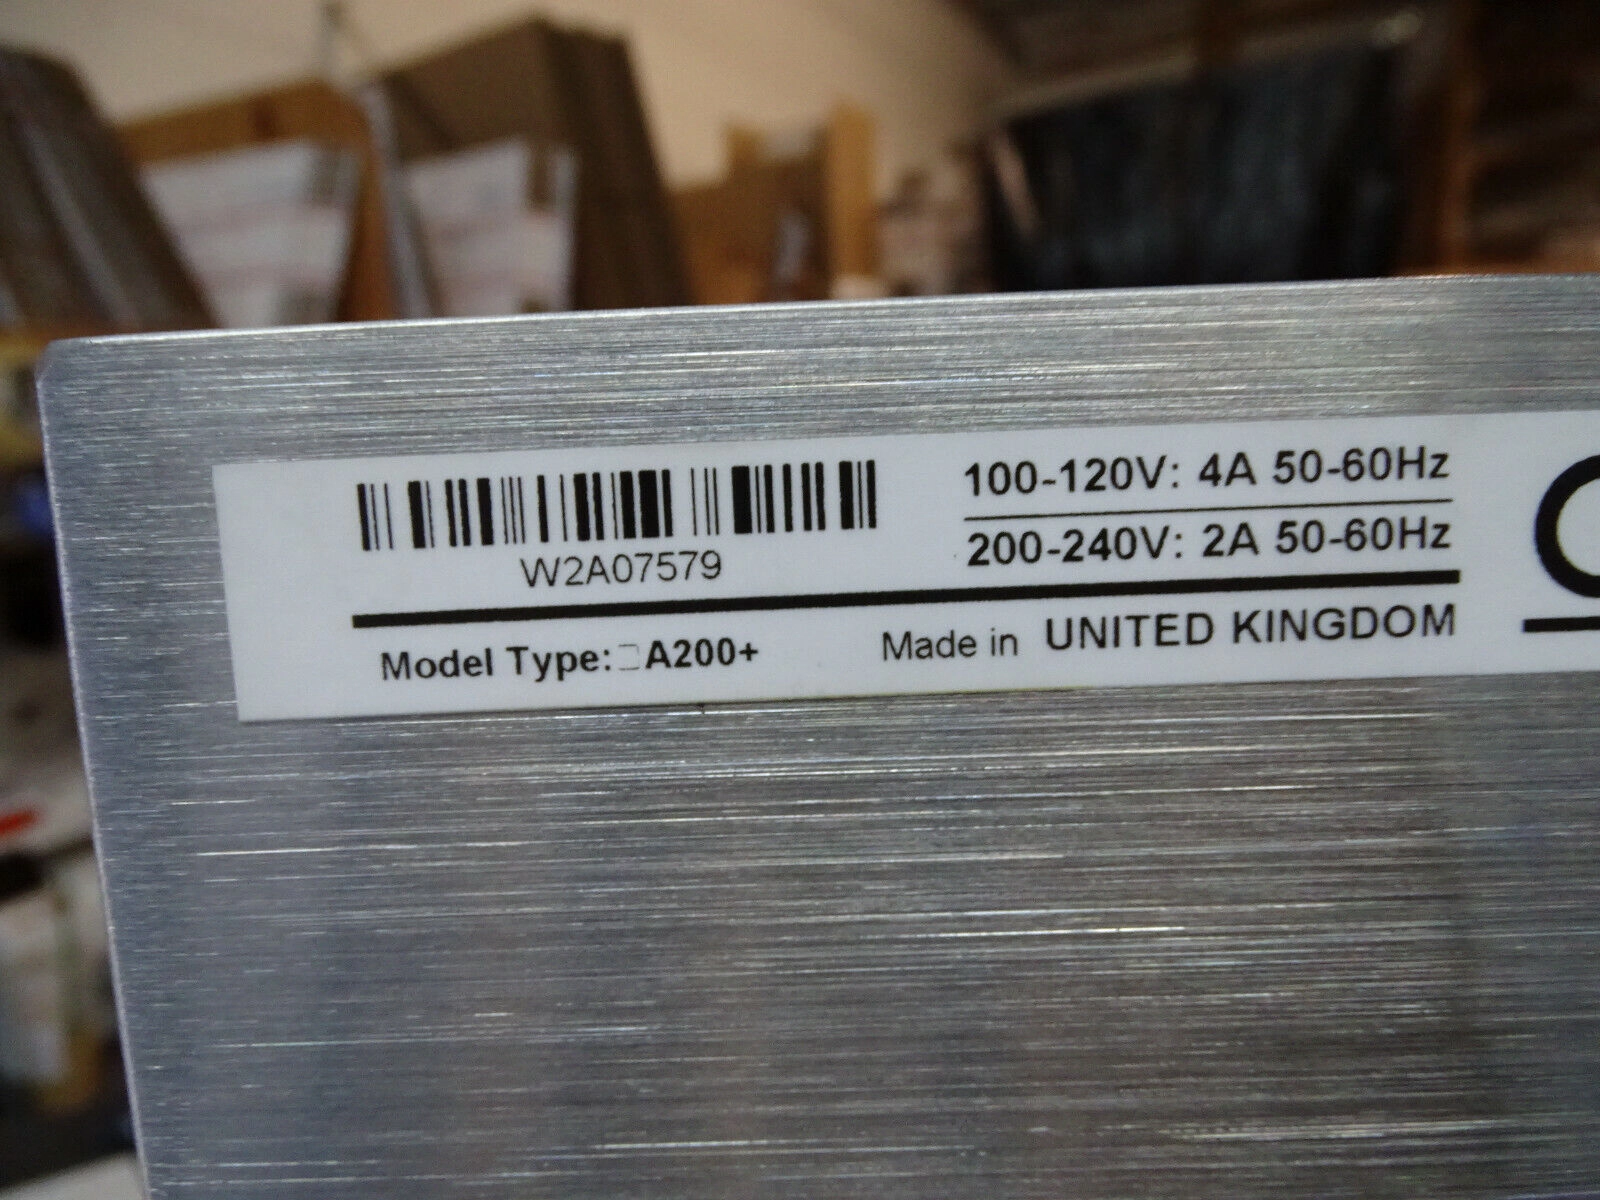 W2A07579
100-120V: 4A 50-60Hz
200-240V: 2A 50-60Hz
Model Type:□A200+ Made in UNITED KINGDOM